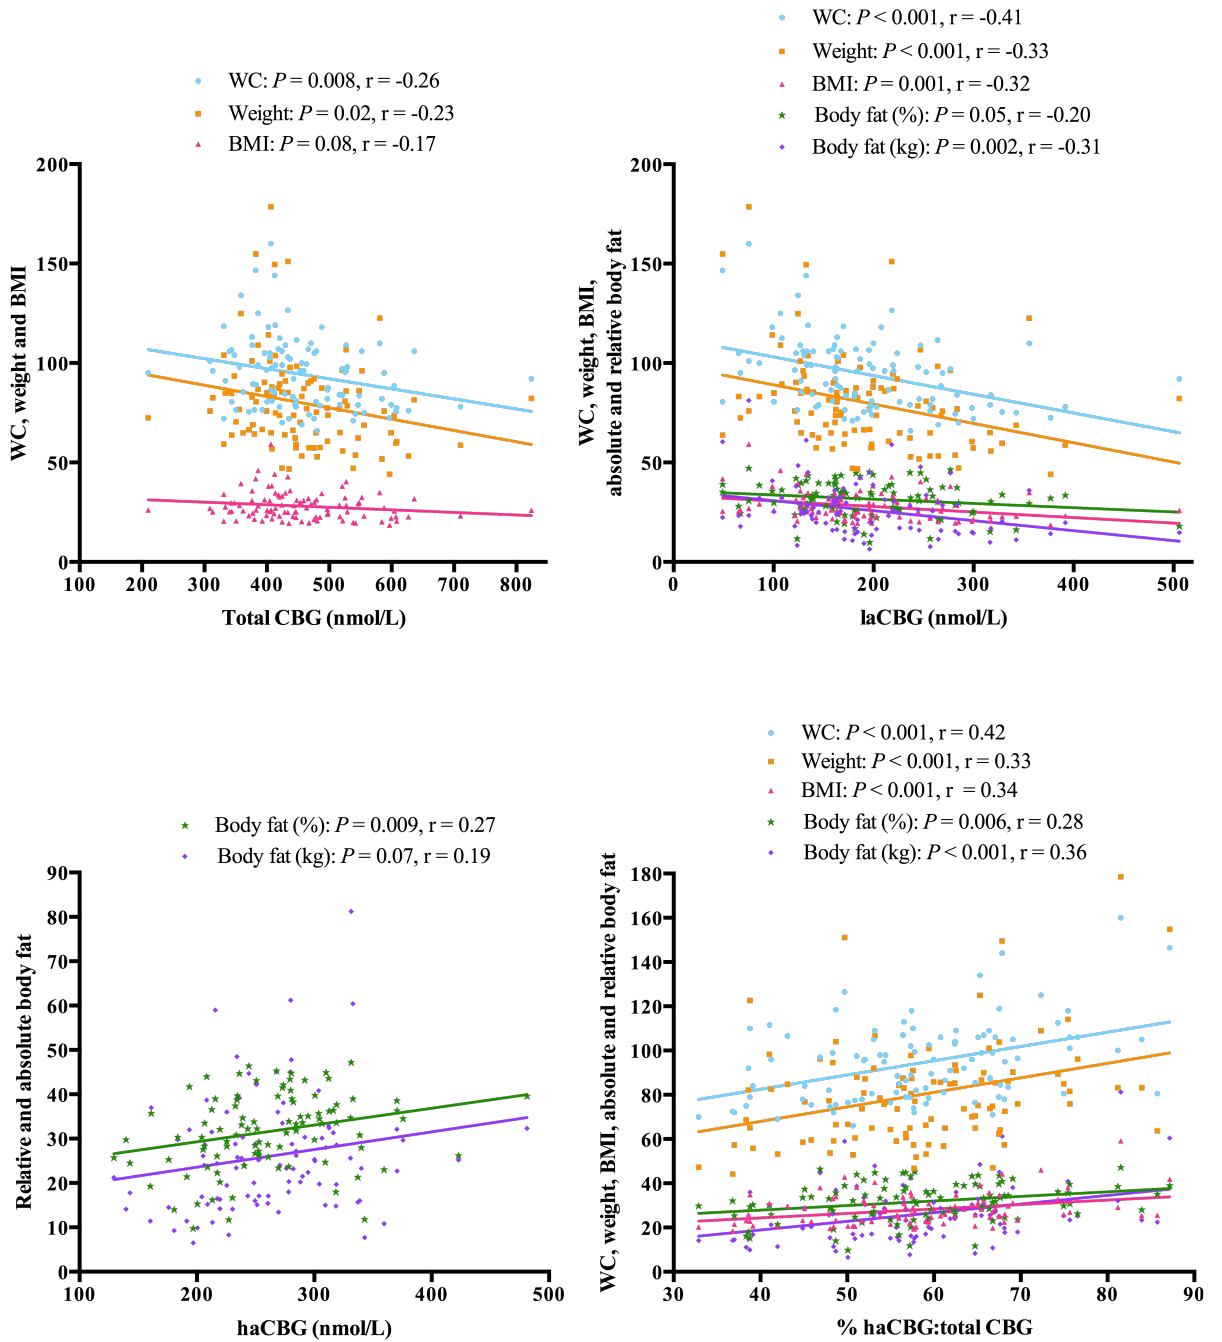 WC: P = 0.008, r = -0.26
Weight: P = 0.02, r = -0.23
BMI: P = 0.08, r = -0.17
200
150
100
50
0
100 200 300 400 500 600 700 800
WC, weight and BMI
Total CBG (nmol/L)
WC: P < 0.001, r = -0.41
Weight: P < 0.001, r = -0.33
BMI: P = 0.001, r = -0.32
Body fat (%): P = 0.05, r = -0.20
Body fat (kg): P = 0.002, r = -0.31
200
150
100
50
0
0 100 200 300 400 500
WC, weight, BMI,
absolute and relative body fat
laCBG (nmol/L)
Body fat (%): P = 0.009, r = 0.27
Body fat (kg): P = 0.07, r = 0.19
90
80
70
60
50
40
30
20
10
0
100 200 300 400 500
Relative and absolute body fat
haCBG (nmol/L)
WC: P < 0.001, r = 0.42
Weight: P < 0.001, r = 0.33
BMI: P < 0.001, r = 0.34
Body fat (%): P = 0.006, r = 0.28
Body fat (kg): P < 0.001, r = 0.36
180
160
140
120
100
80
60
40
20
0
30 40 50 60 70 80 90
WC, weight, BMI, absolute and relative body fat
% haCBG:total CBG